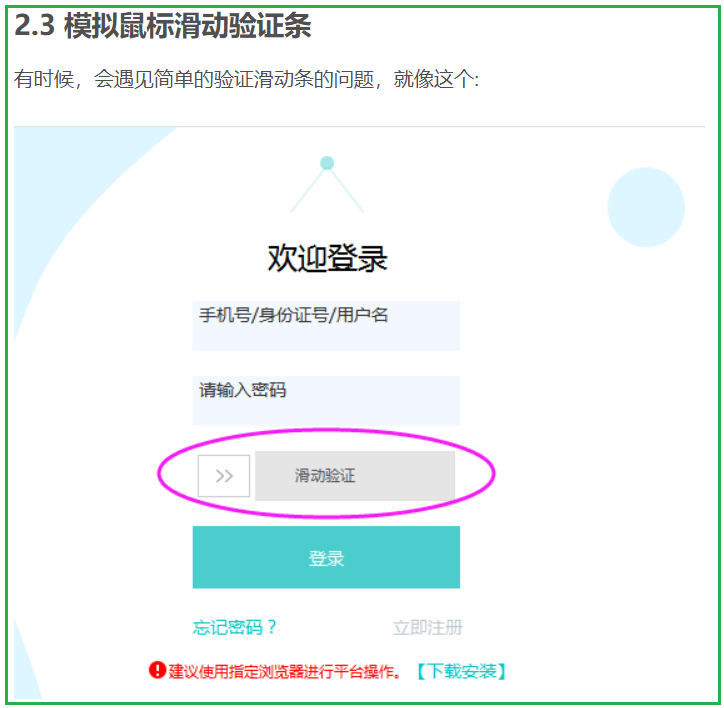 2.3 模拟鼠标滑动验证条
有时候，会遇见简单的验证滑动条的问题，就像这个:
欢迎登录
手机号/身份证号/用户名
请输入密码
>> 滑动验证
登录
忘记密码？ 立即注册
建议使用指定浏览器进行平台操作。【下载安装】